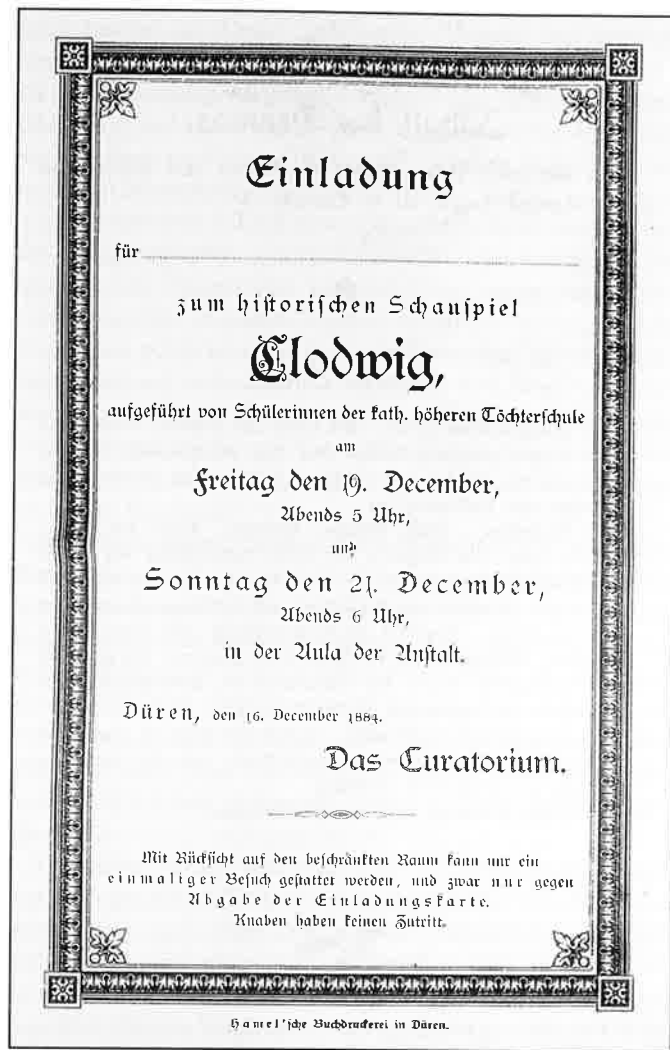 Einladung
für
zum historischen Schauspiel
Clodwig,
aufgeführt von Schülerinnen der kath. höheren Töchterschule
am
Freitag den 19. December,
Abends 5 Uhr,
und
Sonntag den 21. December,
Abends 6 Uhr,
in der Aula der Anstalt.
Düren, den 16. December 1884.
Das Curatorium.
Mit Rücksicht auf den beschränkten Raum kann nur ein
einmaliger Besuch gestattet werden, und zwar nur gegen
Abgabe der Einladungskarte.
Knaben haben keinen Zutritt.
Hamel'sche Buchdruckerei in Düren.